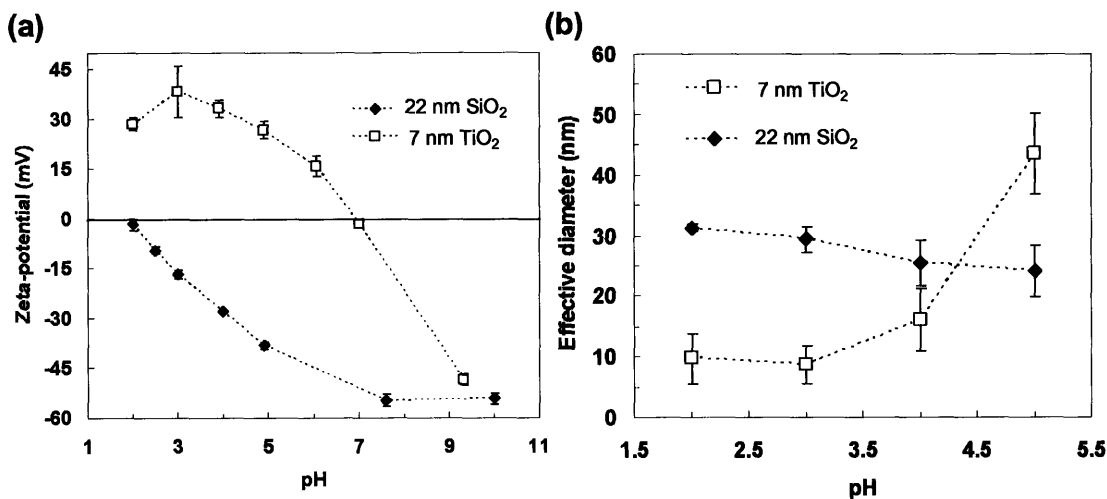 (a)
45
30
15
0
-15
-30
-45
-60
Zeta-potential (mV)
22 nm SiO₂
7 nm TiO₂
1 3 5 7 9 11
pH
(b)
60
50
40
30
20
10
0
Effective diameter (nm)
7 nm TiO₂
22 nm SiO₂
1.5 2.5 3.5 4.5 5.5
pH